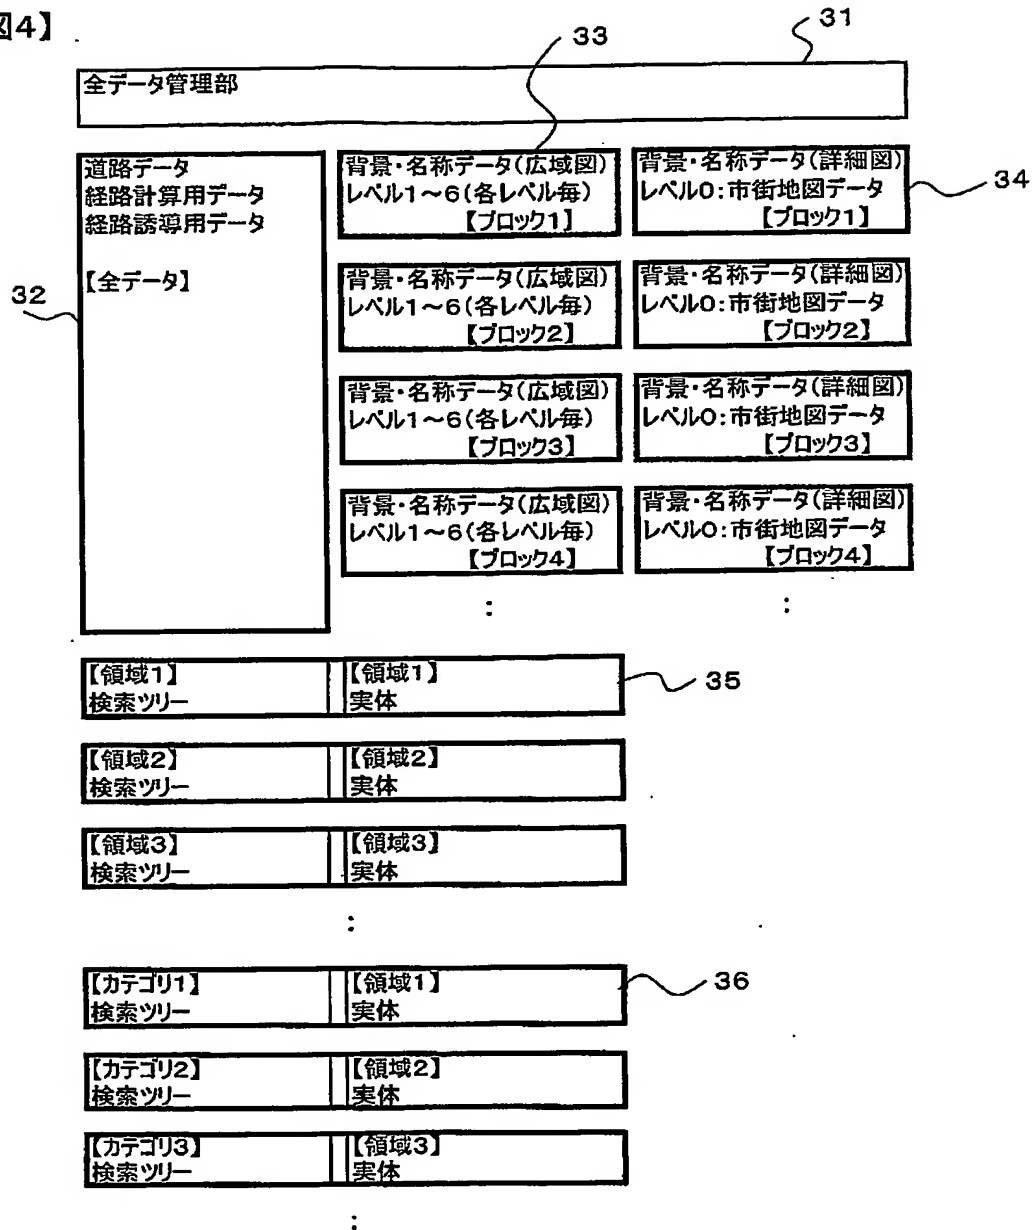 図4】
31
33
全データ管理部
道路データ
経路計算用データ
経路誘導用データ
【全データ】
32
背景・名称データ(広域図)
レベル1～6(各レベル毎)
【ブロック1】
背景・名称データ(詳細図)
レベル0:市街地図データ
【ブロック1】
34
背景・名称データ(広域図)
レベル1～6(各レベル毎)
【ブロック2】
背景・名称データ(詳細図)
レベル0:市街地図データ
【ブロック2】
背景・名称データ(広域図)
レベル1～6(各レベル毎)
【ブロック3】
背景・名称データ(詳細図)
レベル0:市街地図データ
【ブロック3】
背景・名称データ(広域図)
レベル1～6(各レベル毎)
【ブロック4】
背景・名称データ(詳細図)
レベル0:市街地図データ
【ブロック4】
:
:
【領域1】
検索ツリー
【領域1】
実体
35
【領域2】
検索ツリー
【領域2】
実体
【領域3】
検索ツリー
【領域3】
実体
:
【カテゴリ1】
検索ツリー
【領域1】
実体
36
【カテゴリ2】
検索ツリー
【領域2】
実体
【カテゴリ3】
検索ツリー
【領域3】
実体
: